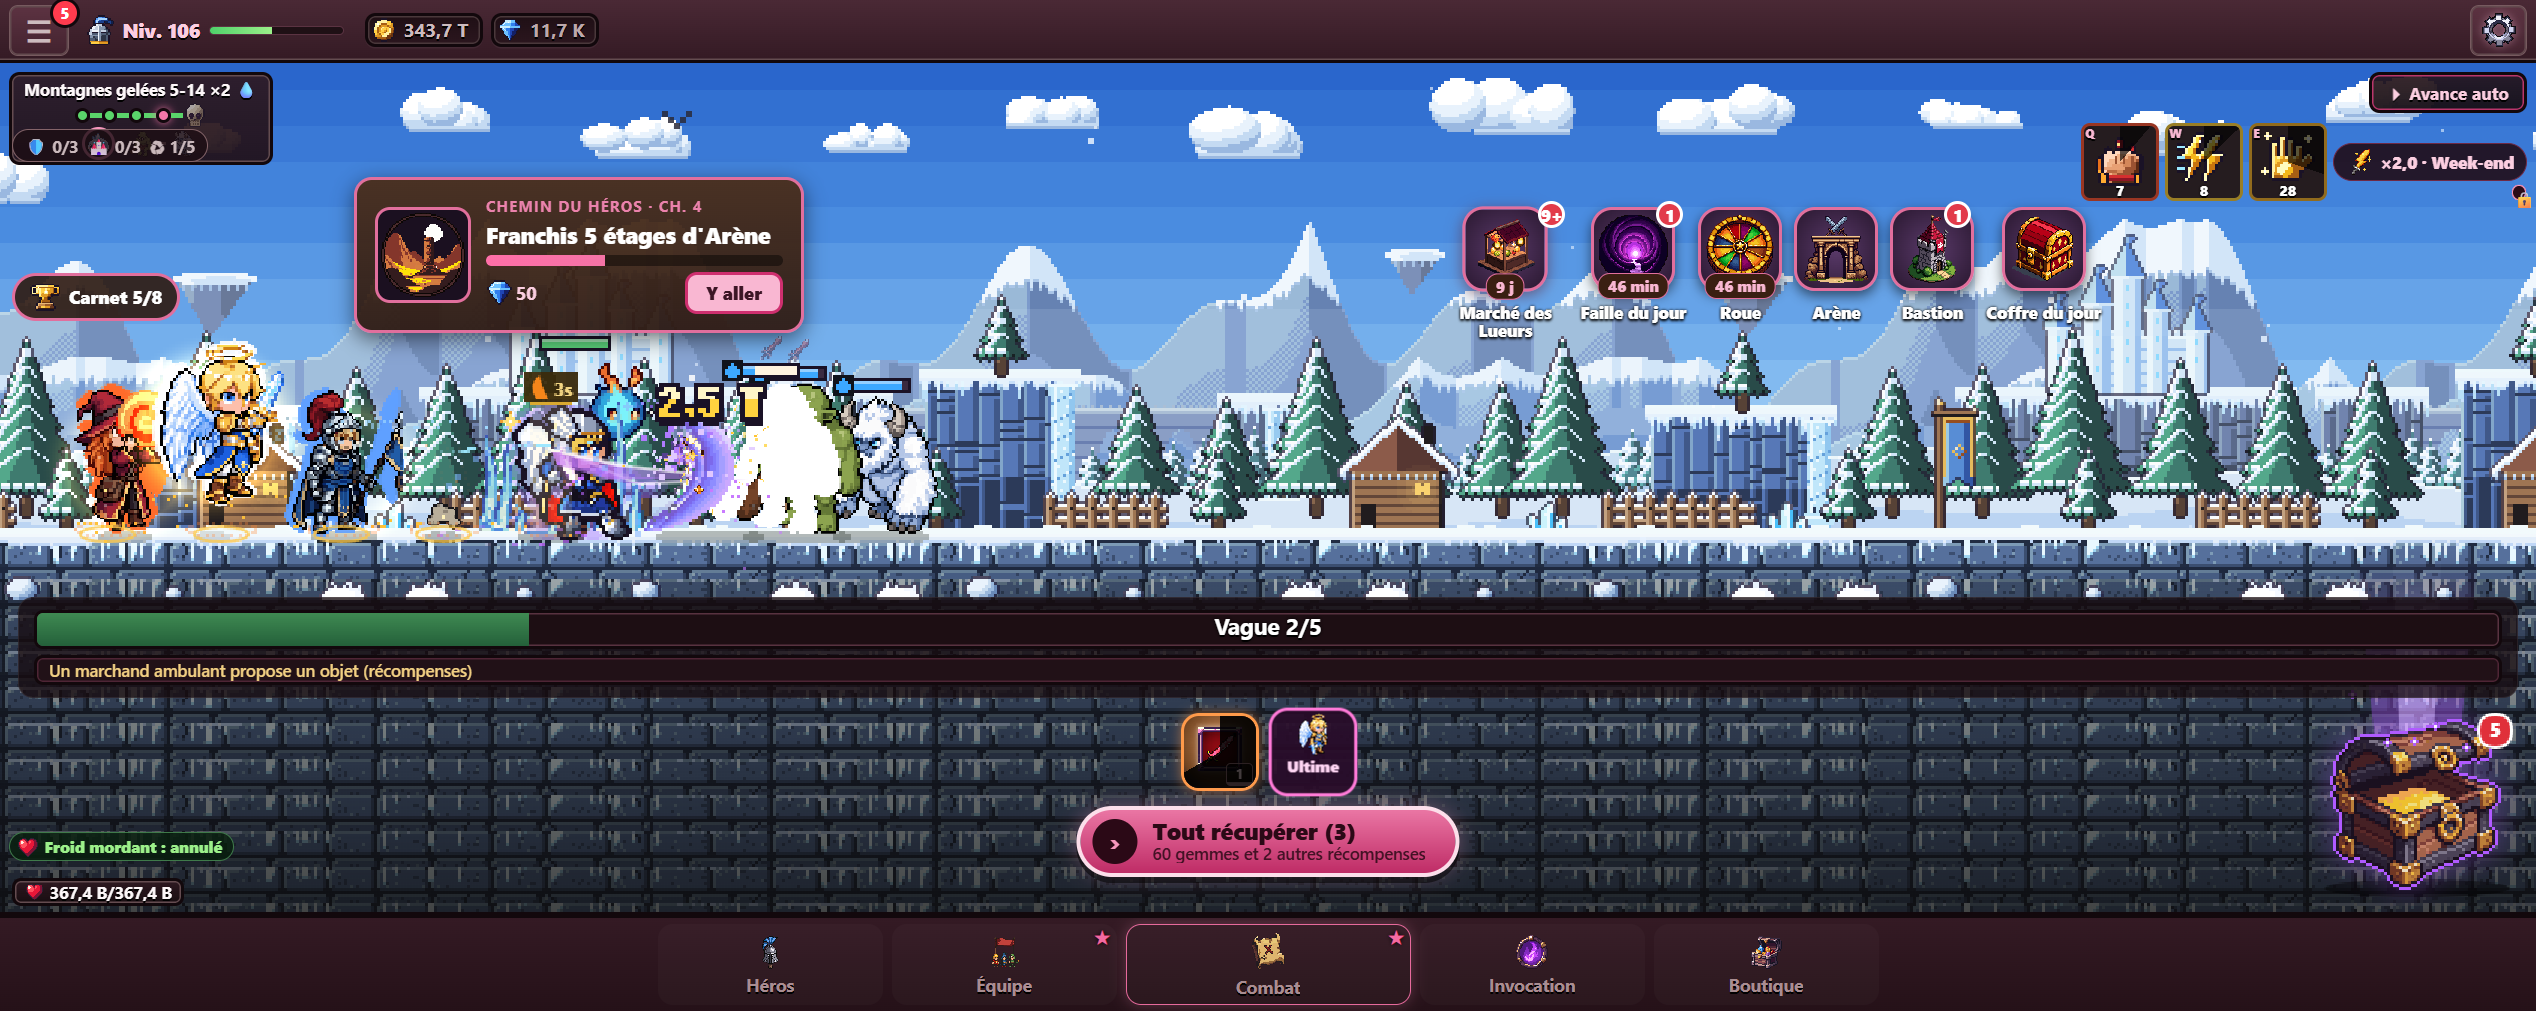 5
Niv. 106
343,7 T
11,7 K
Montagnes gelées 5-14 ×2
0/3
0/3
1/5
Avance auto
Q
7
W
8
E
28
×2,0 · Week-end
CHEMIN DU HÉROS · CH. 4
Franchis 5 étages d'Arène
50
Y aller
Carnet 5/8
9+
9 j
Marché des
Lueurs
1
46 min
Faille du jour
46 min
Roue
Arène
1
Bastion
Coffre du jour
3s
2,5 T
Vague 2/5
Un marchand ambulant propose un objet (récompenses)
1
Ultime
5
Tout récupérer (3)
60 gemmes et 2 autres récompenses
Froid mordant : annulé
367,4 B/367,4 B
Héros
Équipe
Combat
Invocation
Boutique